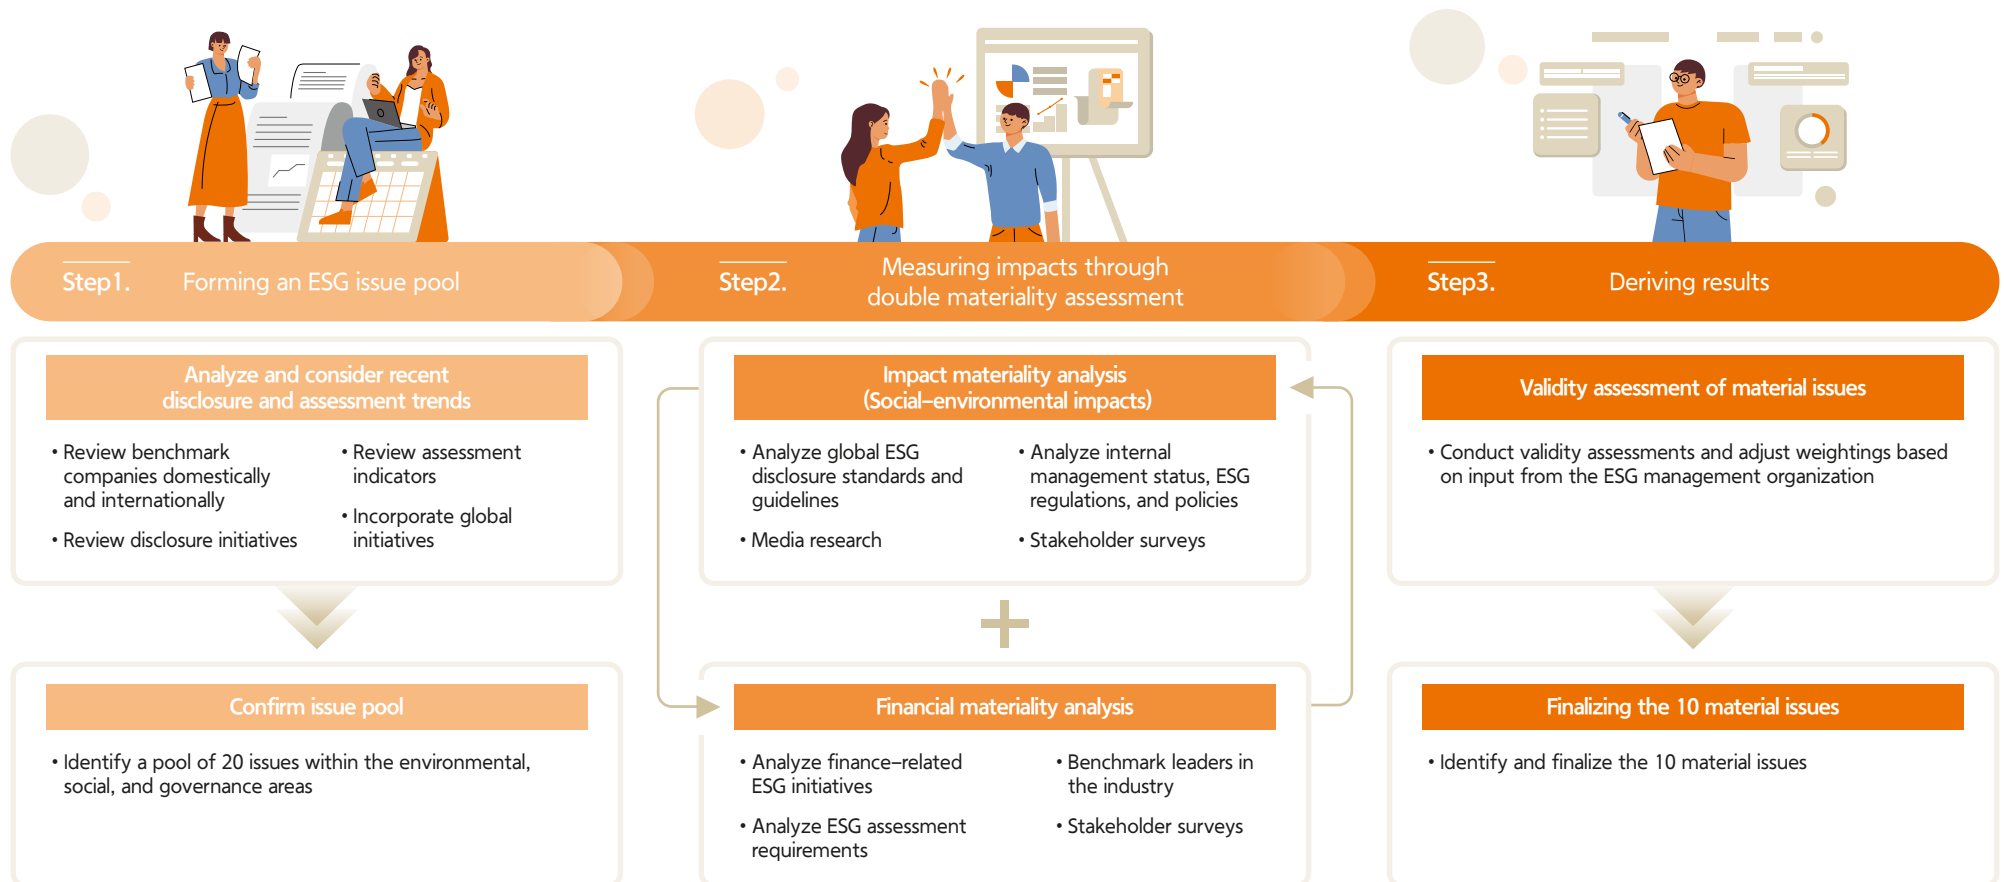 Step1.
Forming an ESG issue pool
Step2.
Measuring impacts through
double materiality assessment
Step3.
Deriving results
Analyze and consider recent
disclosure and assessment trends
• Review benchmark
companies domestically
and internationally
• Review disclosure initiatives
• Review assessment
indicators
• Incorporate global
initiatives
Confirm issue pool
• Identify a pool of 20 issues within the environmental,
social, and governance areas
Impact materiality analysis
(Social–environmental impacts)
• Analyze global ESG
disclosure standards and
guidelines
• Media research
• Analyze internal
management status, ESG
regulations, and policies
• Stakeholder surveys
Financial materiality analysis
• Analyze finance–related
ESG initiatives
• Analyze ESG assessment
requirements
• Benchmark leaders in
the industry
• Stakeholder surveys
Validity assessment of material issues
• Conduct validity assessments and adjust weightings based
on input from the ESG management organization
Finalizing the 10 material issues
• Identify and finalize the 10 material issues